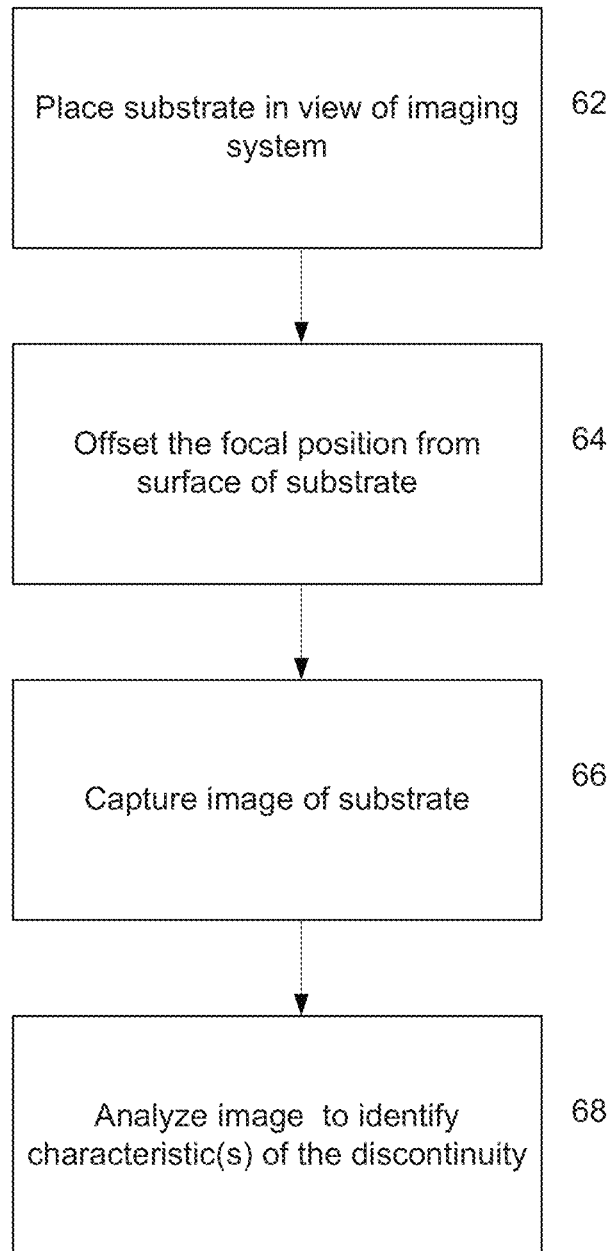 Place substrate in view of imaging
system
62
Offset the focal position from
surface of substrate
64
Capture image of substrate
66
Analyze image to identify
characteristic(s) of the discontinuity
68